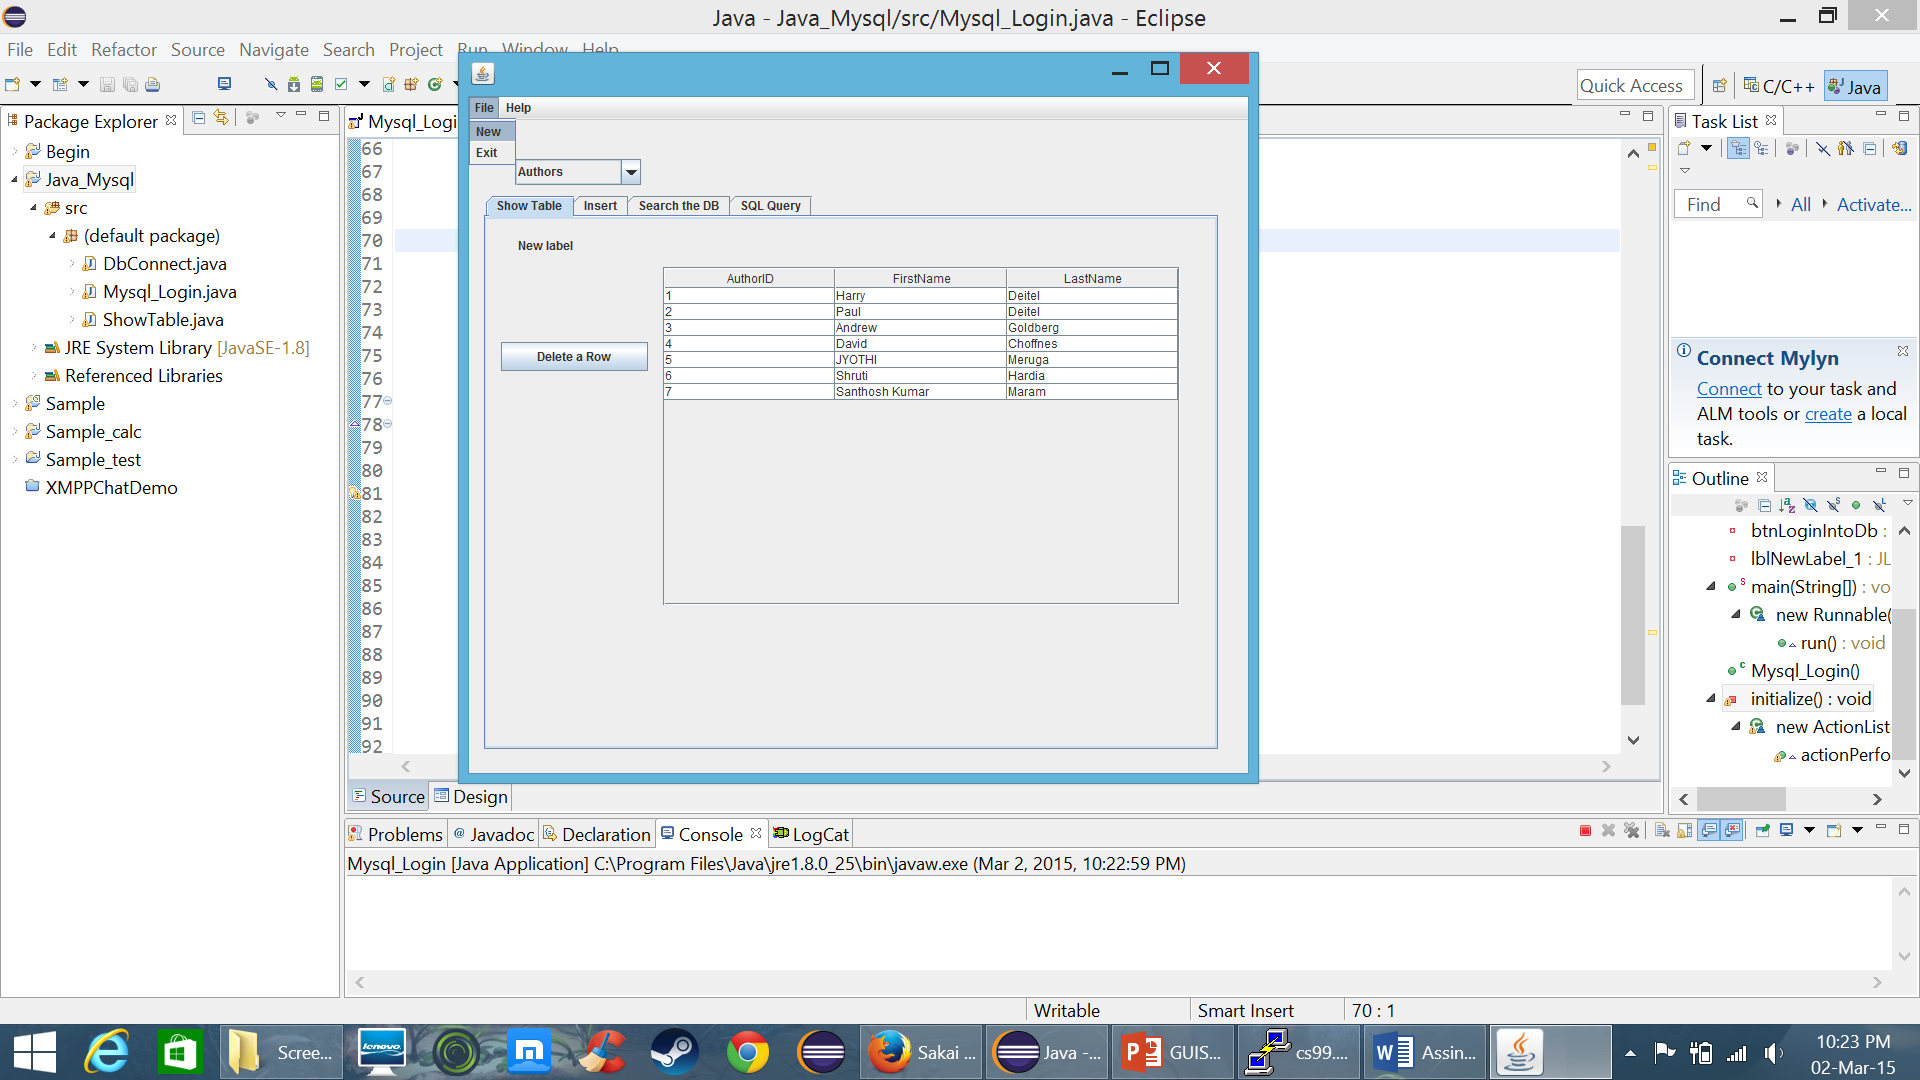 Java - Java_Mysql/src/Mysql_Login.java - Eclipse
File Edit Refactor Source Navigate Search Project Run Window Help
Quick Access
C/C++
Java
Package Explorer
Begin
Java_Mysql
src
(default package)
DbConnect.java
Mysql_Login.java
ShowTable.java
JRE System Library [JavaSE-1.8]
Referenced Libraries
Sample
Sample_calc
Sample_test
XMPPChatDemo
Mysql_Logi
66
67
68
69
70
71
72
73
74
75
76
77
78
79
80
81
82
83
84
85
86
87
88
89
90
91
92
File Help
New
Exit
Authors
Show Table Insert Search the DB SQL Query
New label
Delete a Row
AuthorID FirstName LastName
1 Harry Deitel
2 Paul Deitel
3 Andrew Goldberg
4 David Choffnes
5 JYOTHI Meruga
6 Shruti Hardia
7 Santhosh Kumar Maram
Source Design
Task List
Find All Activate...
Connect Mylyn
Connect to your task and
ALM tools or create a local
task.
Outline
btnLoginIntoDb :
lblNewLabel_1 : JL
main(String[]) : vo
new Runnable(
run() : void
Mysql_Login()
initialize() : void
new ActionList
actionPerfo
Problems Javadoc Declaration Console LogCat
Mysql_Login [Java Application] C:\Program Files\Java\jre1.8.0_25\bin\javaw.exe (Mar 2, 2015, 10:22:59 PM)
Writable Smart Insert 70 : 1
Scree... lenovo Sakai ... Java -... GUIS... cs99.... Assin...
10:23 PM
02-Mar-15